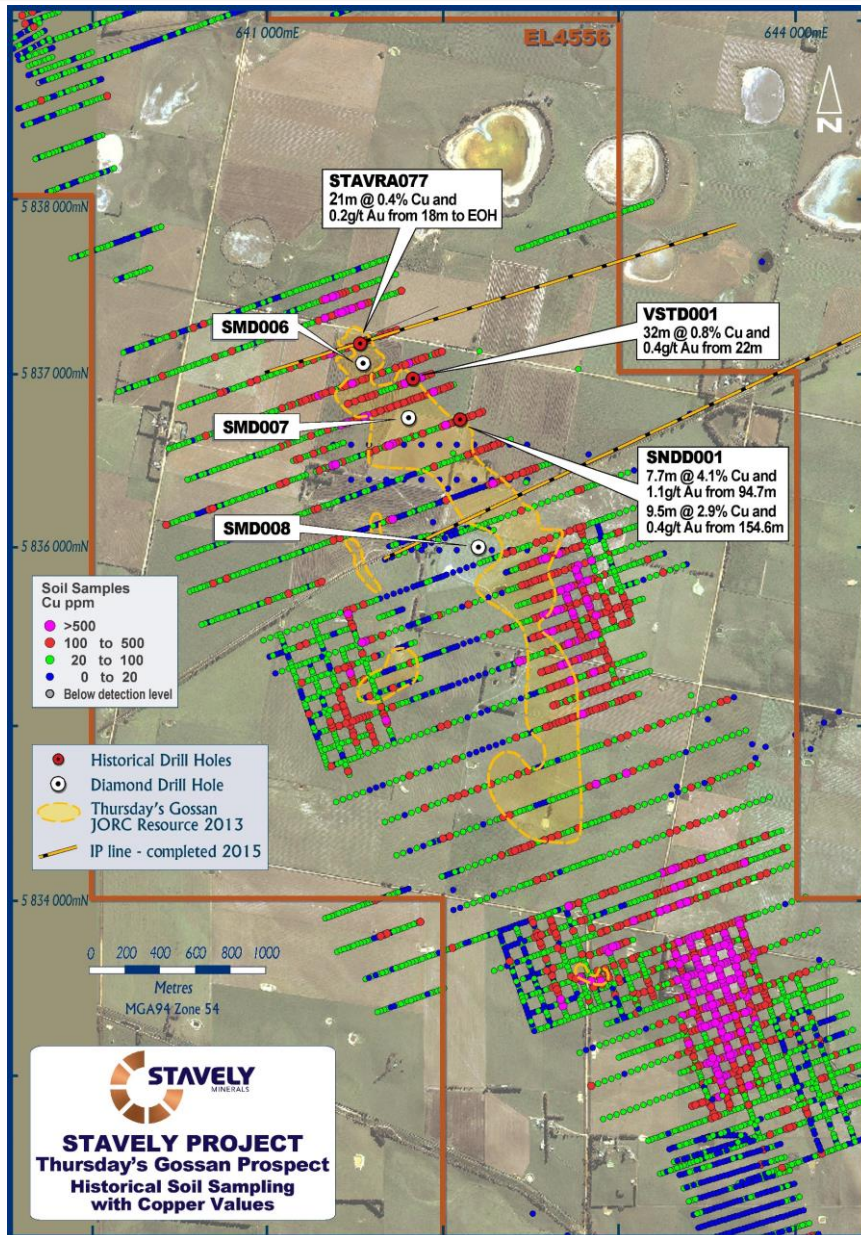 641 000mE
EL4556
644 000mE
N
5 838 000mN
STAVRA077
21m @ 0.4% Cu and
0.2g/t Au from 18m to EOH
SMD006
VSTD001
32m @ 0.8% Cu and
0.4g/t Au from 22m
5 837 000mN
SMD007
SNDD001
7.7m @ 4.1% Cu and
1.1g/t Au from 94.7m
9.5m @ 2.9% Cu and
0.4g/t Au from 154.6m
SMD008
5 836 000mN
Soil Samples
Cu ppm
>500
100 to 500
20 to 100
0 to 20
Below detection level
Historical Drill Holes
Diamond Drill Hole
Thursday's Gossan
JORC Resource 2013
IP line - completed 2015
5 834 000mN
0 200 400 600 800 1000
Metres
MGA94 Zone 54
STAVELY
MINERALS
STAVELY PROJECT
Thursday's Gossan Prospect
Historical Soil Sampling
with Copper Values